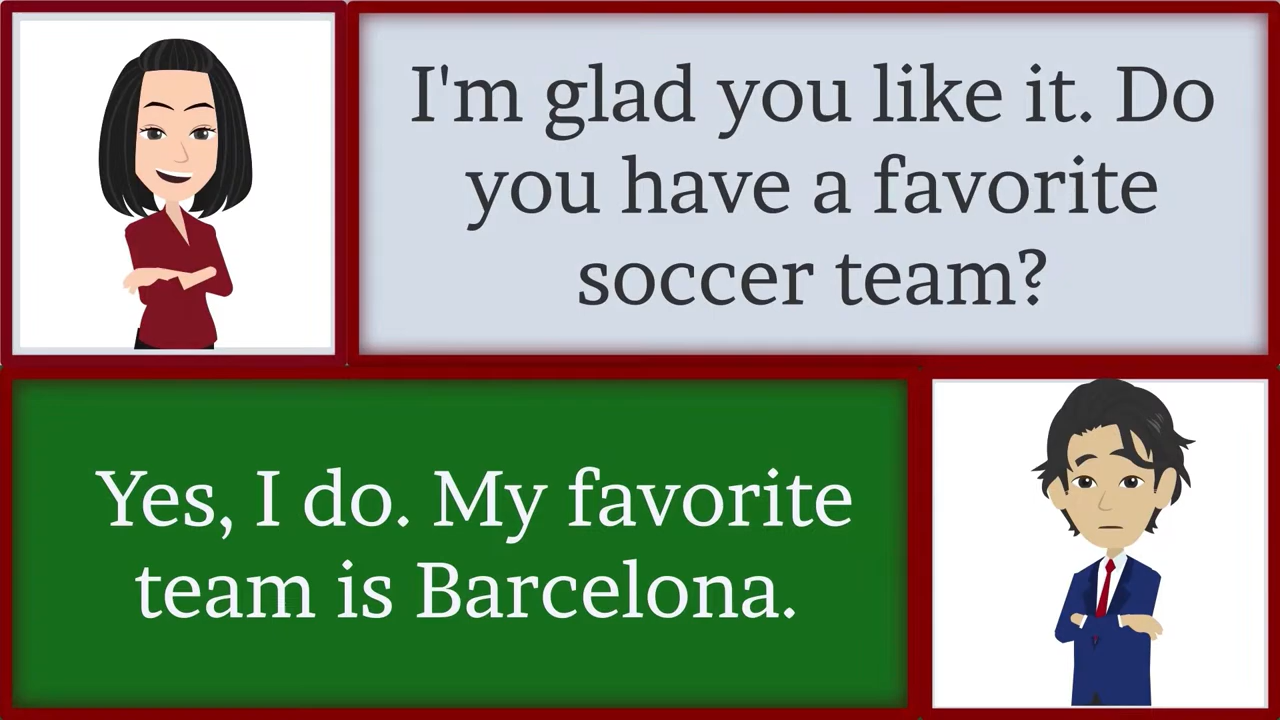 I'm glad you like it. Do
you have a favorite
soccer team?
Yes, I do. My favorite
team is Barcelona.